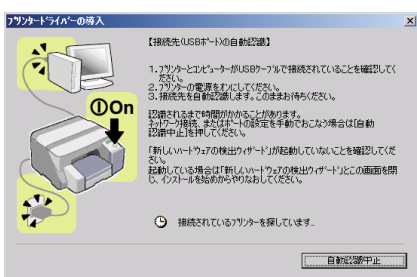 プリンタードライバーの導入
【接続先(USBポート)の自動認識】
1. プリンターとコンピューターがUSBケーブルで接続されていることを確認してく
ださい。
2. プリンタの電源をオンにしてください。
3. 接続先を自動認識します。このままお待ちください。
認識されるまで時間がかかることがあります。
ネットワーク接続、またはポートの設定を手動でおこなう場合は[自動
認識中止]を押してください。
「新しいハードウェアの検出ウィザード」が起動していないことを確認してくだ
さい。
起動している場合は「新しいハードウェアの検出ウィザード」とこの画面を閉
じ、インストールを始めからやりなおしてください。
On
接続されているプリンターを探しています...
自動認識中止